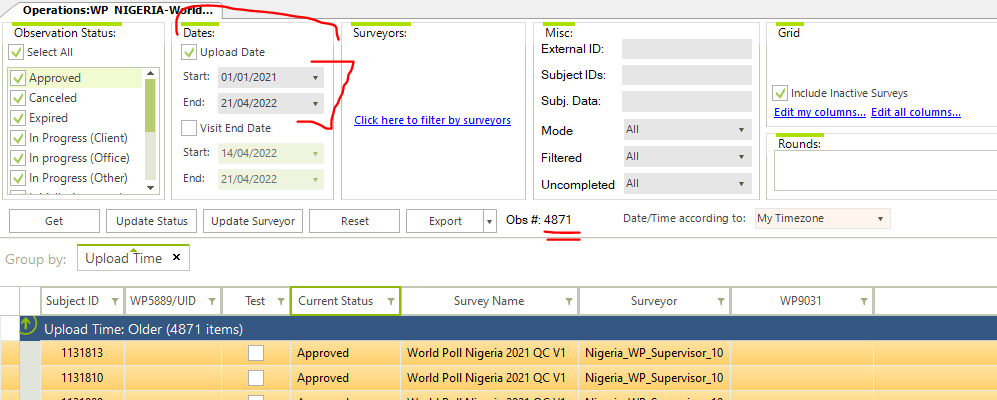 Operations:WP_NIGERIA-World...
Observation Status:
Select All
Approved
Canceled
Expired
In Progress (Client)
In progress (Office)
In Progress (Other)
Dates:
Upload Date
Start: 01/01/2021
End: 21/04/2022
Visit End Date
Start: 14/04/2022
End: 21/04/2022
Surveyors:
Click here to filter by surveyors
Misc:
External ID:
Subject IDs:
Subj. Data:
Mode All
Filtered All
Uncompleted All
Grid
Include Inactive Surveys
Edit my columns... Edit all columns...
Rounds:
Get Update Status Update Surveyor Reset Export Obs #: 4871 Date/Time according to: My Timezone
Group by: Upload Time ×
Subject ID WP5889/UID Test Current Status Survey Name Surveyor WP9031
Upload Time: Older (4871 items)
1131813 Approved World Poll Nigeria 2021 QC V1 Nigeria_WP_Supervisor_10
1131810 Approved World Poll Nigeria 2021 QC V1 Nigeria_WP_Supervisor_10